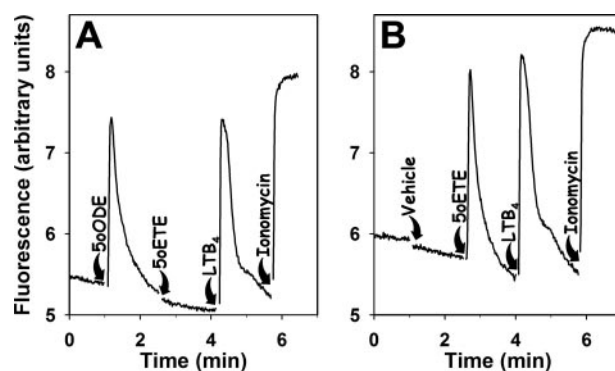 A
B
Fluorescence (arbitrary units)
8
7
6
5
5oODE
5oETE
LTB4
Ionomycin
0
2
4
6
Time (min)
8
7
6
5
Vehicle
5oETE
LTB4
Ionomycin
0
2
4
6
Time (min)